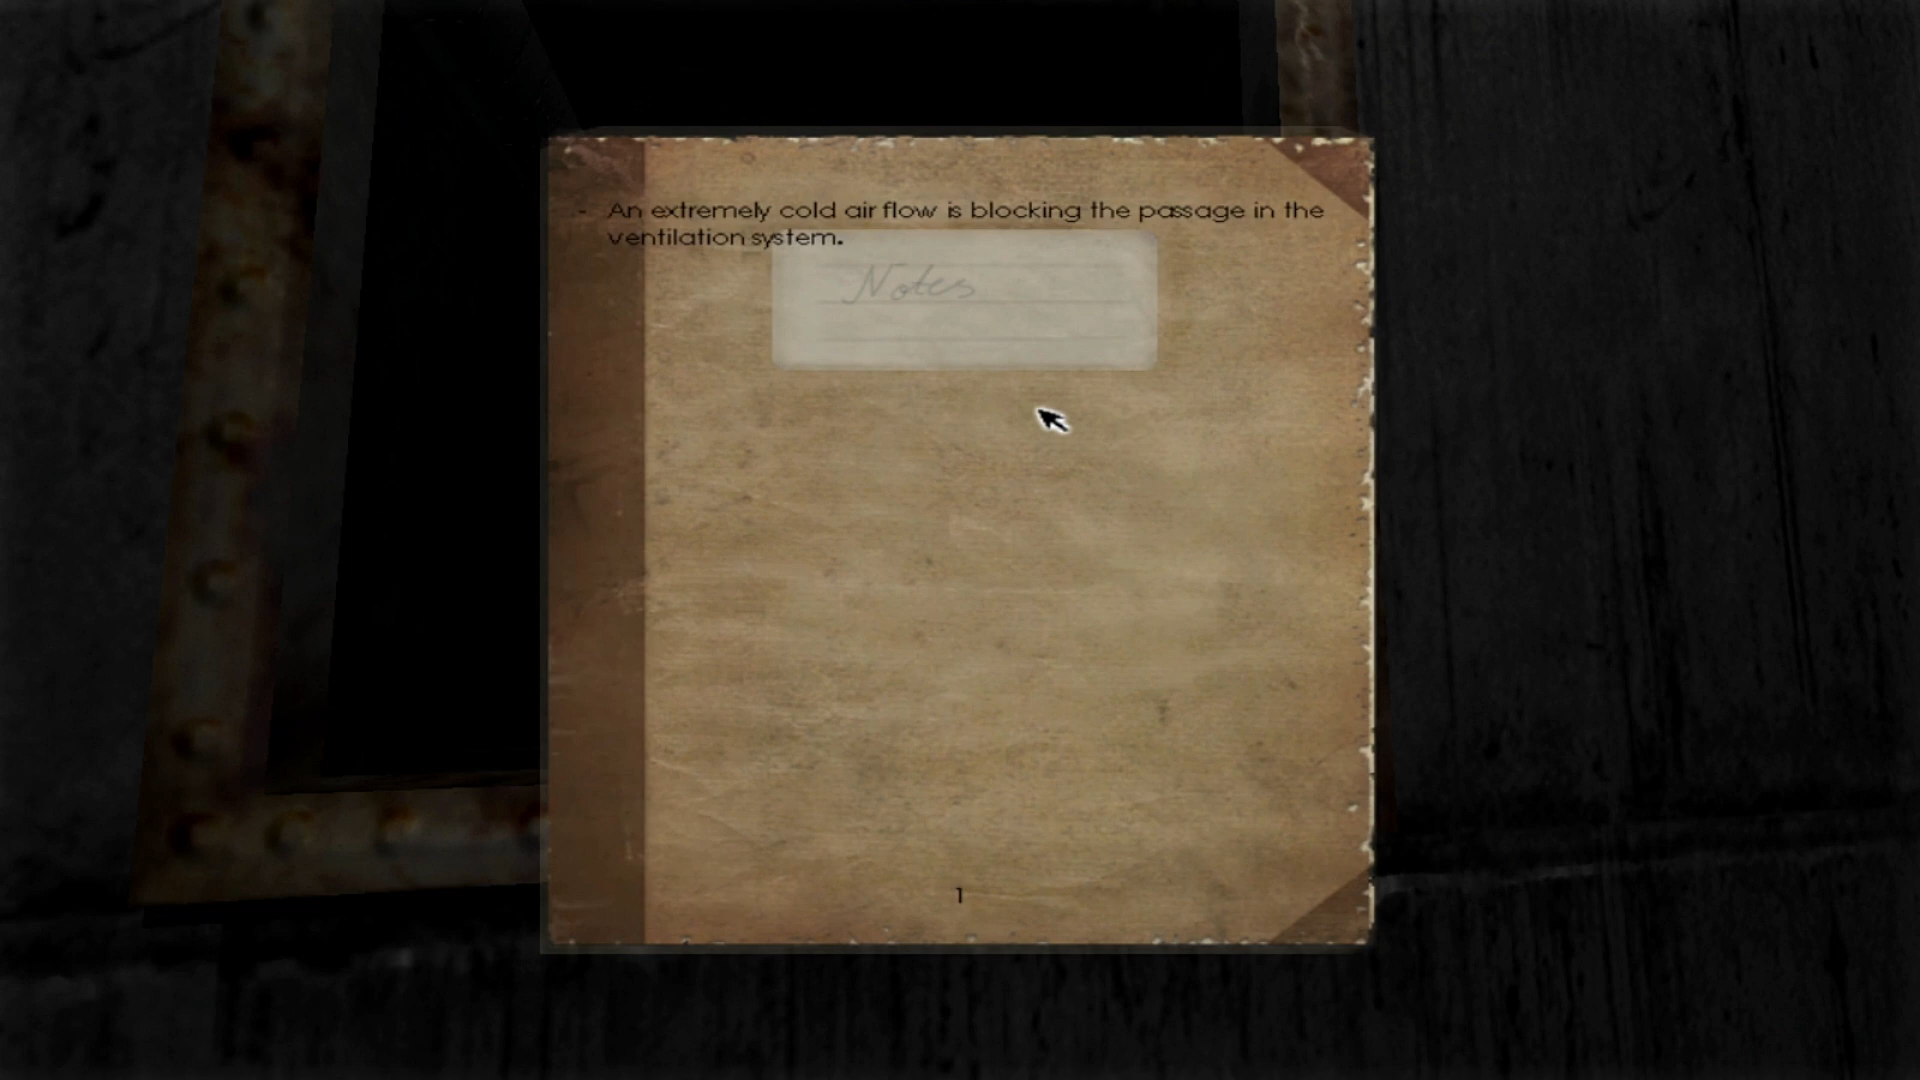 - An extremely cold air flow is blocking the passage in the
ventilation system.
Notes
1